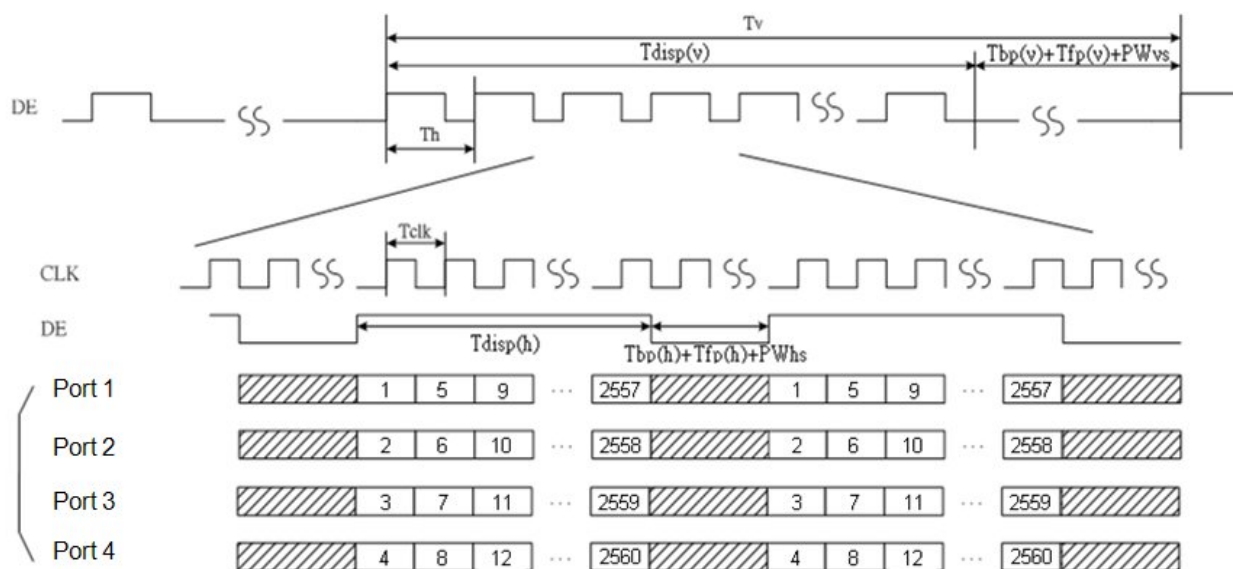 Tv
Tdisp(v) Tbp(v)+Tfp(v)+PWvs
DE
Th
Tclk
CLK
DE
Tdisp(h) Tbp(h)+Tfp(h)+PWhs
Port 1 1 5 9 ... 2557 1 5 9 ... 2557
Port 2 2 6 10 ... 2558 2 6 10 ... 2558
Port 3 3 7 11 ... 2559 3 7 11 ... 2559
Port 4 4 8 12 ... 2560 4 8 12 ... 2560